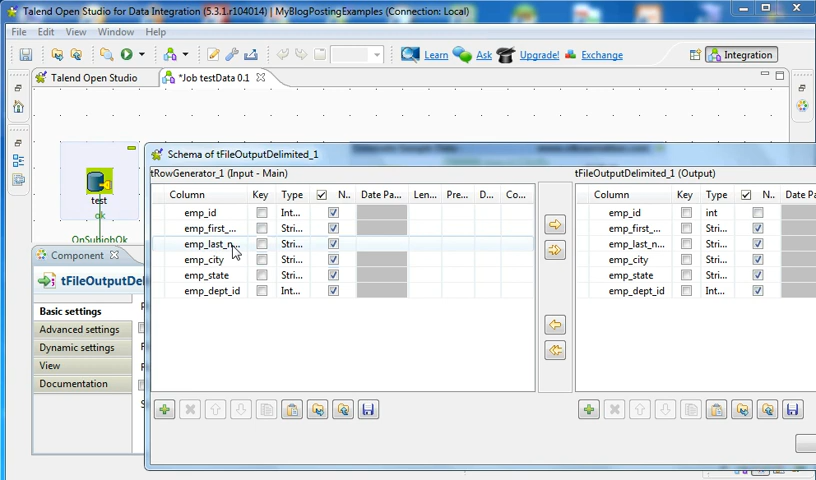 Talend Open Studio for Data Integration (5.3.1.r104014) | MyBlogPostingExamples (Connection: Local)
File Edit View Window Help
Learn Ask Upgrade! Exchange Integration
Talend Open Studio *Job testData 0.1
test
ok
OnSubjobOk
Component
tFileOutputDel
Basic settings
Advanced settings
Dynamic settings
View
Documentation
Schema of tFileOutputDelimited_1
tRowGenerator_1 (Input - Main)
Column Key Type N.. Date Pa... Len... Pre... D... Co...
emp_id Int...
emp_first_... Stri...
emp_last_n... Stri...
emp_city Stri...
emp_state Stri...
emp_dept_id Int...
tFileOutputDelimited_1 (Output)
Column Key Type N.. Date Pa
emp_id int
emp_first_... Stri...
emp_last_n... Stri...
emp_city Stri...
emp_state Stri...
emp_dept_id Int...